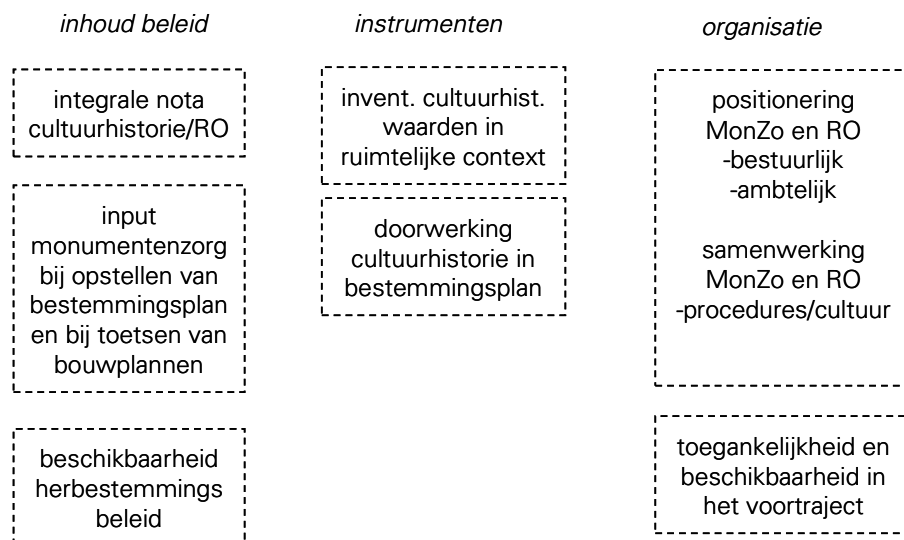 inhoud beleid
integrale nota
cultuurhistorie/RO
input
monumentenzorg
bij opstellen van
bestemmingsplan
en bij toetsen van
bouwplannen
beschikbaarheid
herbestemmings
beleid
instrumenten
invent. cultuurhist.
waarden in
ruimtelijke context
doorwerking
cultuurhistorie in
bestemmingsplan
organisatie
positionering
MonZo en RO
-bestuurlijk
-ambtelijk
samenwerking
MonZo en RO
-procedures/cultuur
toegankelijkheid en
beschikbaarheid in
het voortraject